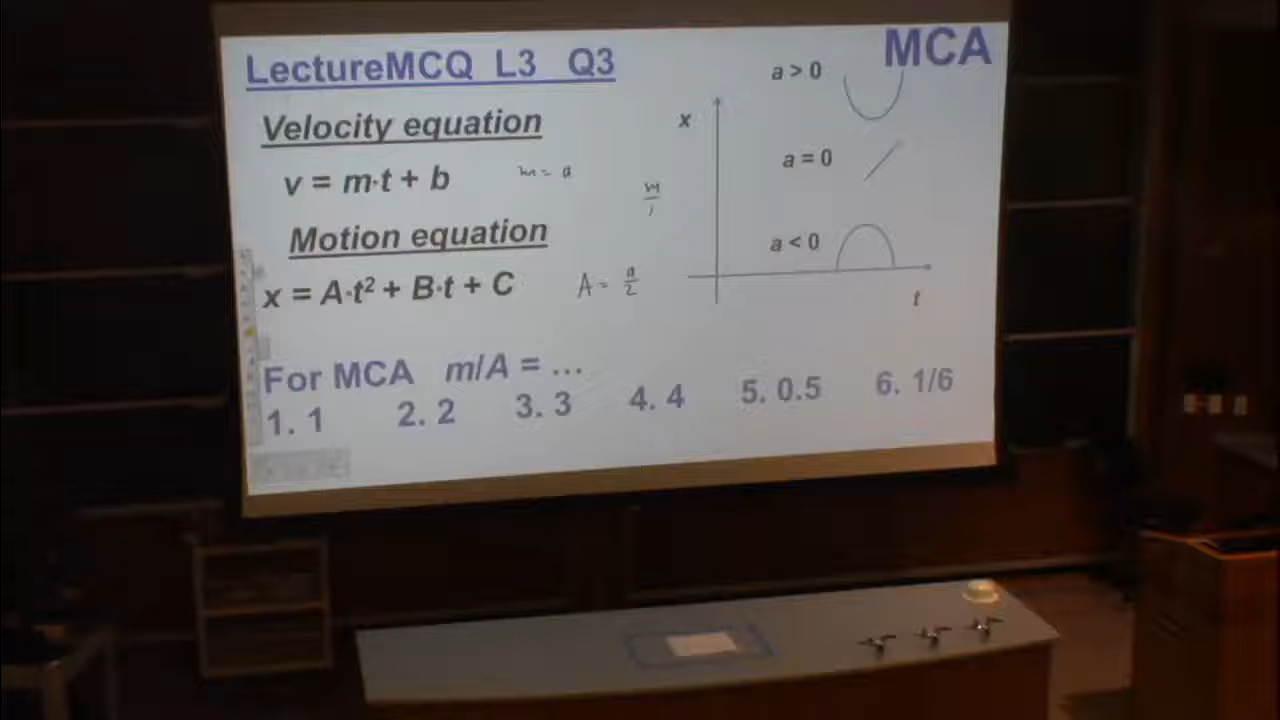 LectureMCQ L3 Q3
MCA
Velocity equation
v = m·t + b
m = a
Motion equation
x = A·t² + B·t + C
A = a/2
m/
x
a > 0
a = 0
a < 0
t
For MCA m/A = ...
1. 1 2. 2 3. 3 4. 4 5. 0.5 6. 1/6